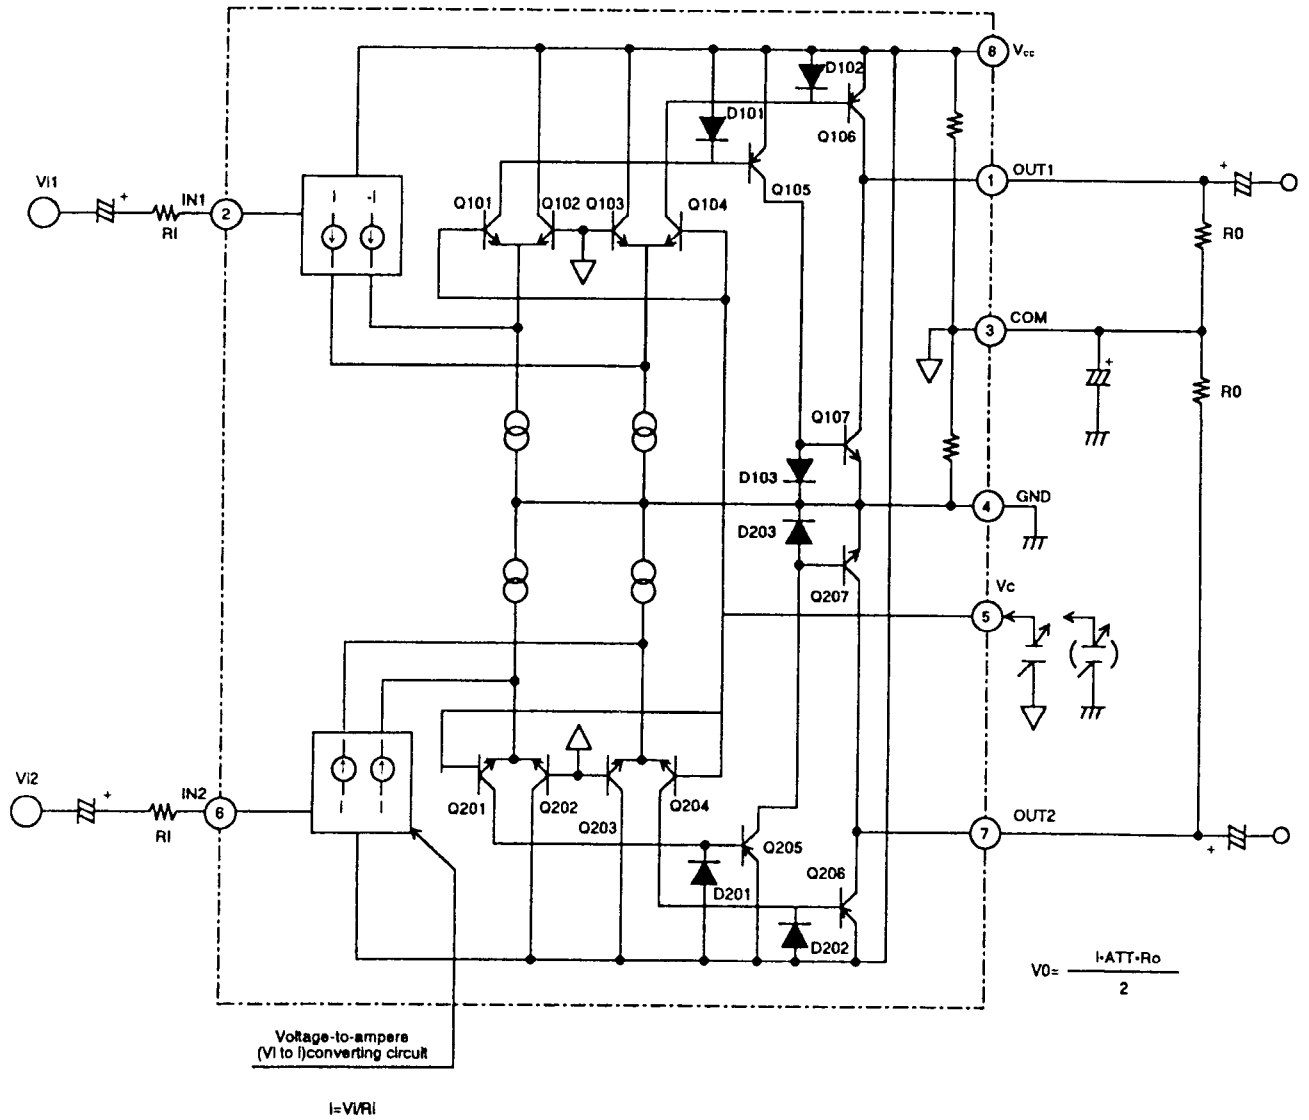 8 Vcc
D102
D101
Q106
Vi1
+
IN1
2
RI
I -I
Q101 Q102 Q103 Q104
Q105
1 OUT1
+
R0
3 COM
+
R0
Q107
D103
4 GND
D203
Q207
Vc
5
( )
Vi2
+
IN2
6
RI
-I -I
I I
Q201 Q202 Q203 Q204
Q205
D201
Q206
D202
7 OUT2
+
V0= I·ATT·Ro
2
Voltage-to-ampere
(VI to I)converting circuit
I=Vi/Ri